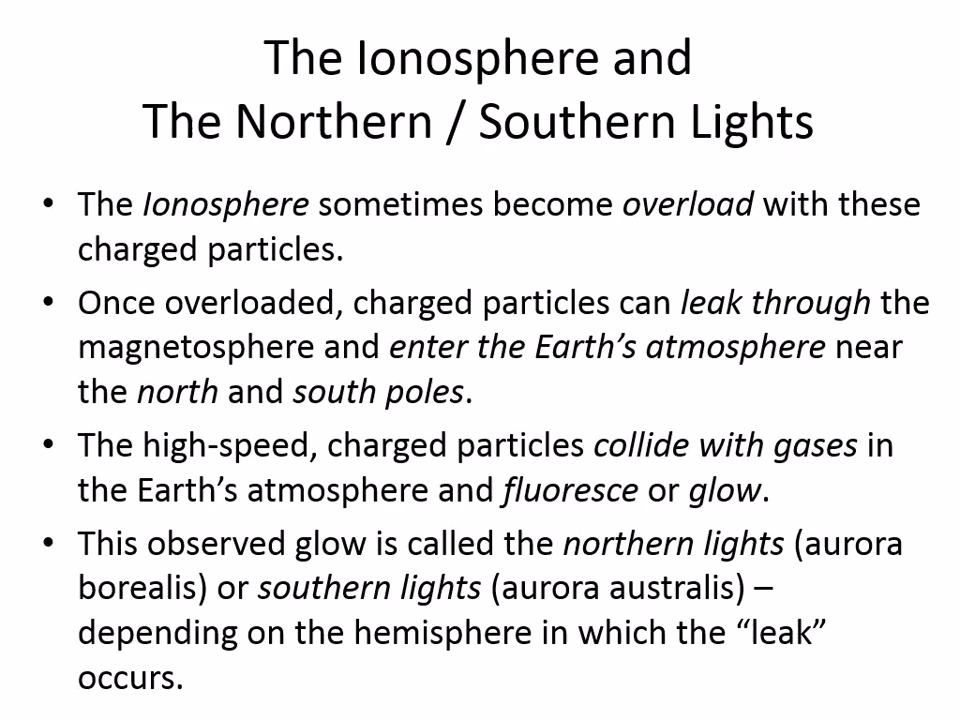 The Ionosphere and
The Northern / Southern Lights
• The Ionosphere sometimes become overload with these
charged particles.
• Once overloaded, charged particles can leak through the
magnetosphere and enter the Earth’s atmosphere near
the north and south poles.
• The high-speed, charged particles collide with gases in
the Earth’s atmosphere and fluoresce or glow.
• This observed glow is called the northern lights (aurora
borealis) or southern lights (aurora australis) –
depending on the hemisphere in which the “leak”
occurs.